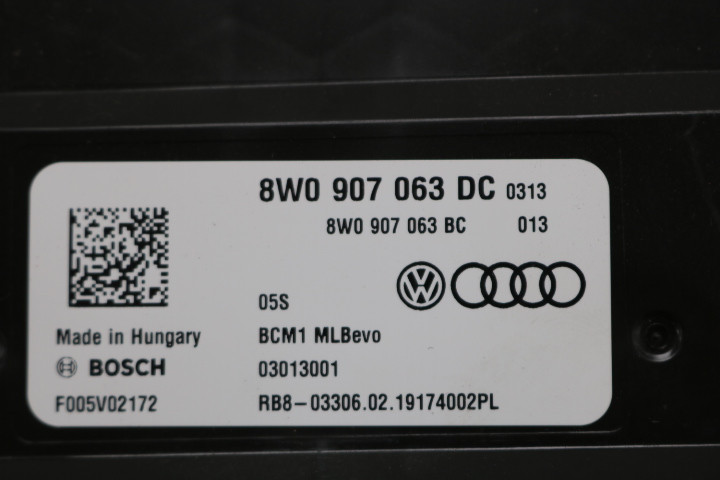 8W0 907 063 DC 0313
8W0 907 063 BC 013
05S
Made in Hungary BCM1 MLBevo
BOSCH 03013001
F005V02172 RB8-03306.02.19174002PL